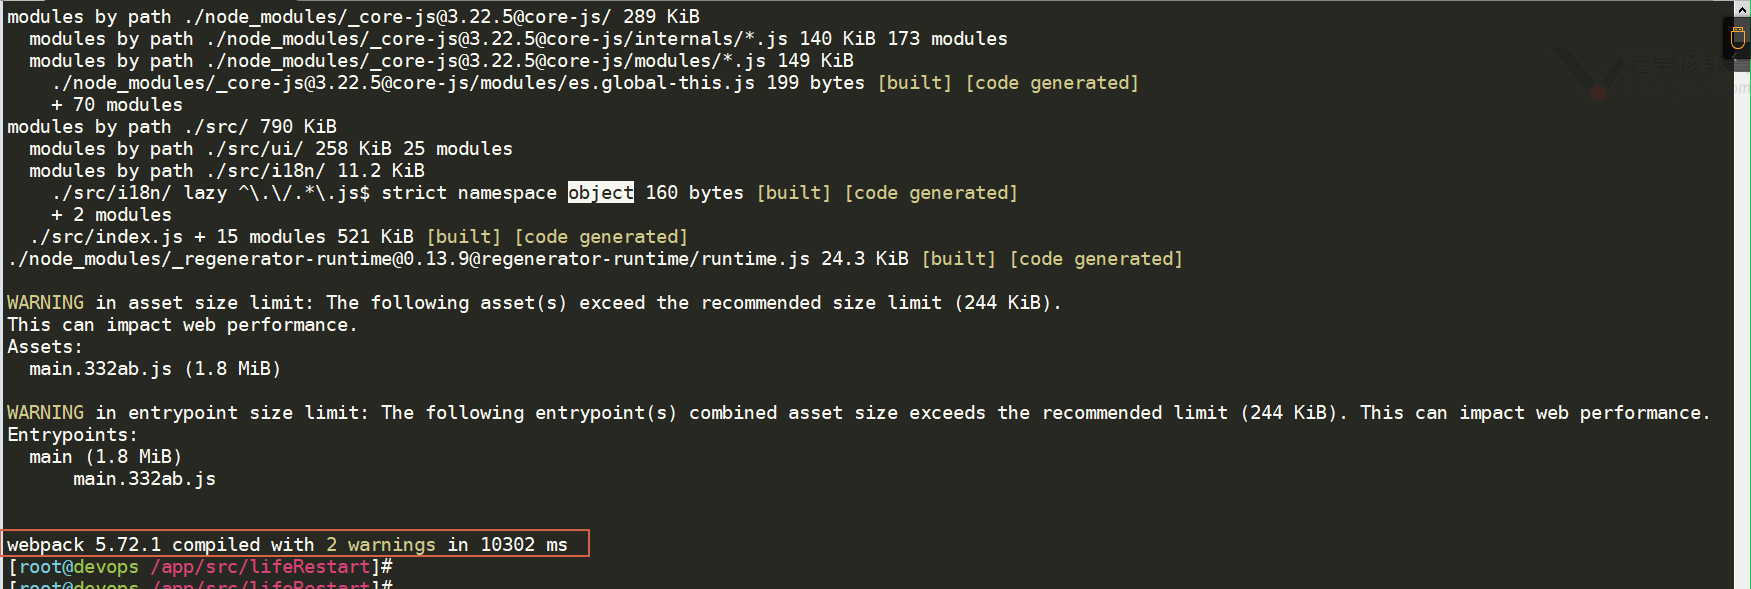 modules by path ./node_modules/_core-js@3.22.5@core-js/ 289 KiB
  modules by path ./node_modules/_core-js@3.22.5@core-js/internals/*.js 140 KiB 173 modules
  modules by path ./node_modules/_core-js@3.22.5@core-js/modules/*.js 149 KiB
    ./node_modules/_core-js@3.22.5@core-js/modules/es.global-this.js 199 bytes [built] [code generated]
    + 70 modules
modules by path ./src/ 790 KiB
  modules by path ./src/ui/ 258 KiB 25 modules
  modules by path ./src/i18n/ 11.2 KiB
    ./src/i18n/ lazy ^\.\/.*\.js$ strict namespace object 160 bytes [built] [code generated]
    + 2 modules
  ./src/index.js + 15 modules 521 KiB [built] [code generated]
./node_modules/_regenerator-runtime@0.13.9@regenerator-runtime/runtime.js 24.3 KiB [built] [code generated]

WARNING in asset size limit: The following asset(s) exceed the recommended size limit (244 KiB).
This can impact web performance.
Assets:
  main.332ab.js (1.8 MiB)

WARNING in entrypoint size limit: The following entrypoint(s) combined asset size exceeds the recommended limit (244 KiB). This can impact web performance.
Entrypoints:
  main (1.8 MiB)
      main.332ab.js

webpack 5.72.1 compiled with 2 warnings in 10302 ms
[root@devops /app/src/lifeRestart]#
[root@devops /app/src/lifeRestart]#